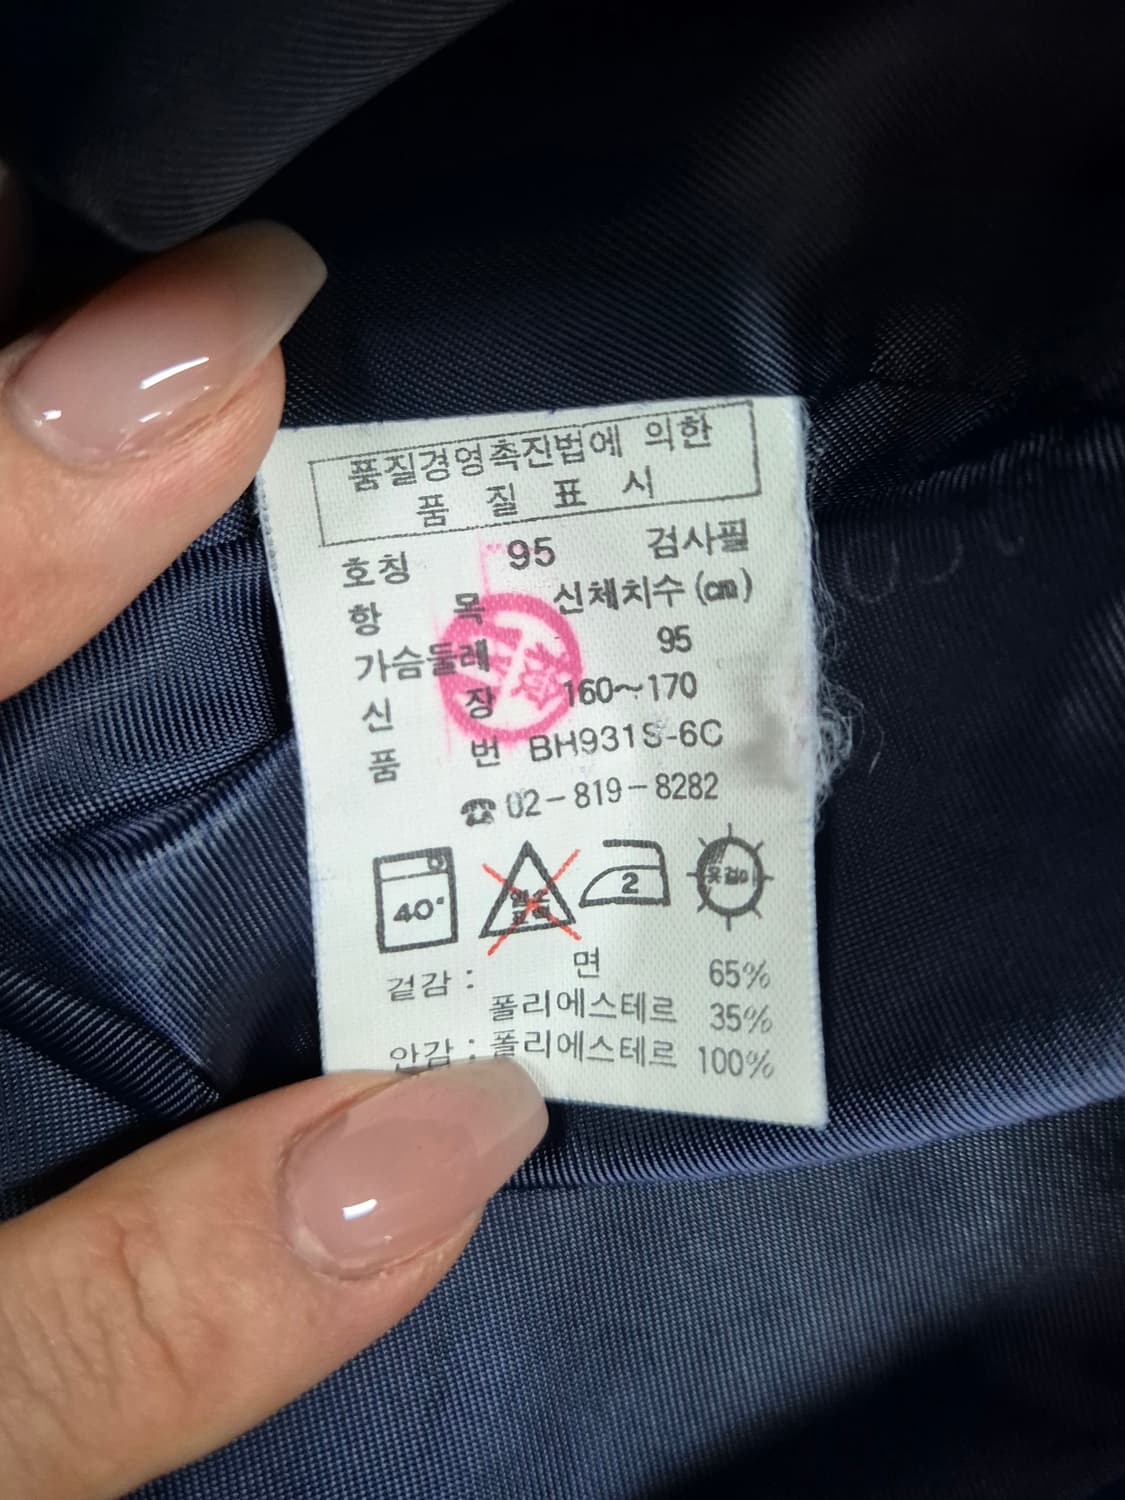 품질경영촉진법에 의한
품 질 표 시
호칭 95 검사필
항 목 신체치수 (㎝)
가슴둘레 95
신 장 160~170
품 번 BH931S-6C
☎ 02-819-8282
40° 2 옷걸이
겉감 : 면 65%
폴리에스테르 35%
안감 : 폴리에스테르 100%